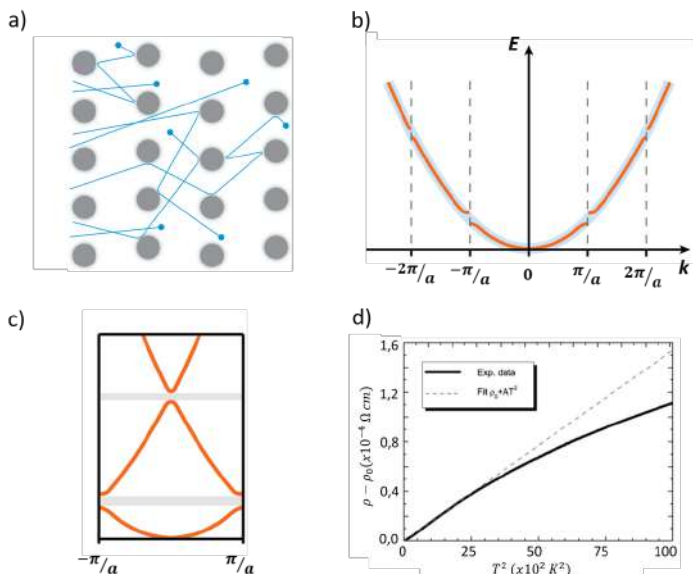 a)
b)
E
k
−2π/a
−π/a
0
π/a
2π/a
c)
−π/a
π/a
d)
ρ − ρ₀(x10⁻⁴ Ω cm)
1,6
1,2
0,8
0,4
0
Exp. data
Fit ρ₀+AT²
0
25
50
75
100
T² (x10² K²)